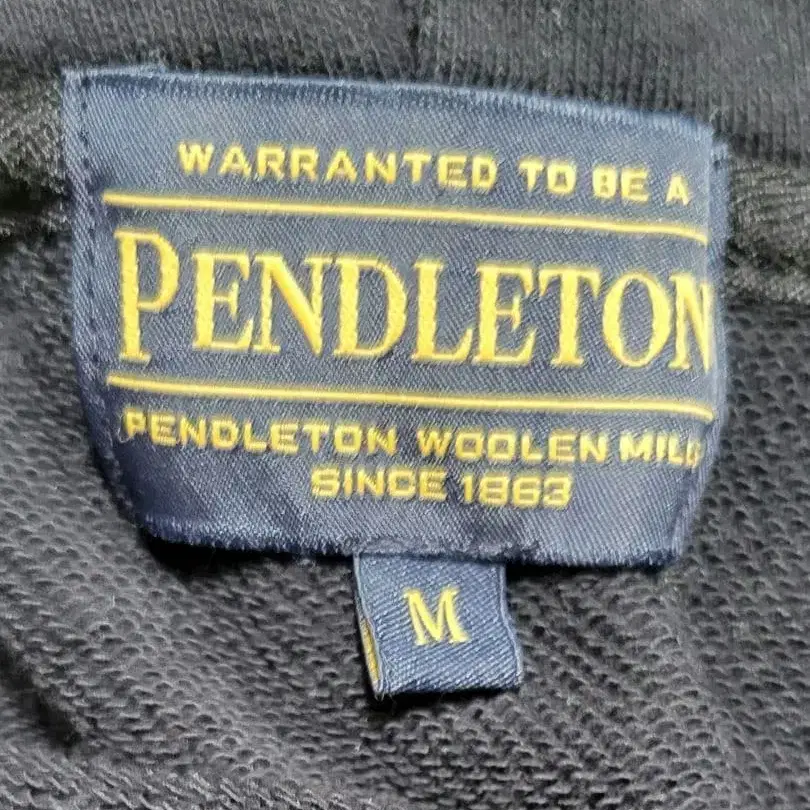 WARRANTED TO BE A
PENDLETON
PENDLETON WOOLEN MILLS
SINCE 1863
M